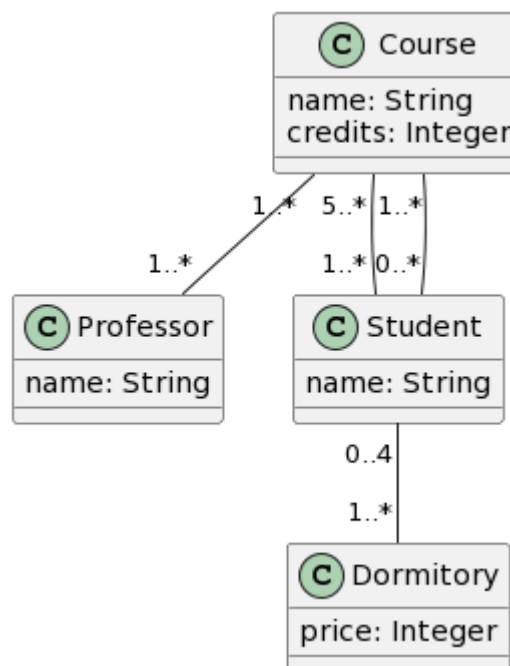 C Course
name: String
credits: Integer
1..* 5..* 1..*
1..* 1..* 0..*
C Professor
name: String
C Student
name: String
0..4
1..*
C Dormitory
price: Integer